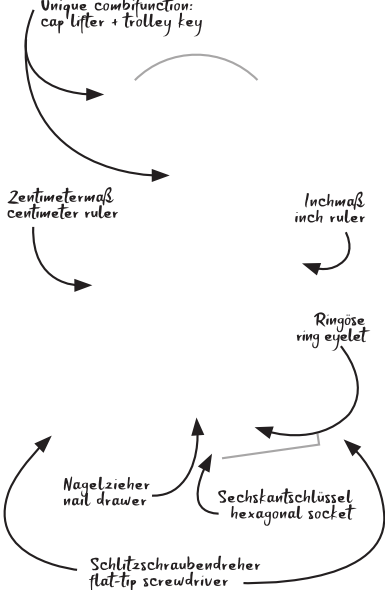 Unique combifunction:
cap lifter + trolley key
Zentimetermaß
centimeter ruler
Inchmaß
inch ruler
Ringöse
ring eyelet
Nagelzieher
nail drawer
Sechskantschlüssel
hexagonal socket
Schlitzschraubendreher
flat-tip screwdriver